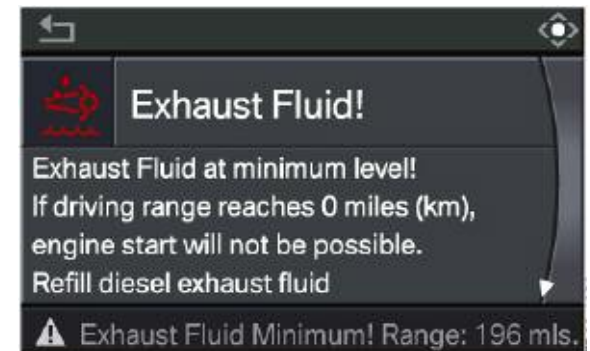 Exhaust Fluid!
Exhaust Fluid at minimum level!
If driving range reaches 0 miles (km),
engine start will not be possible.
Refill diesel exhaust fluid
Exhaust Fluid Minimum! Range: 196 mls.